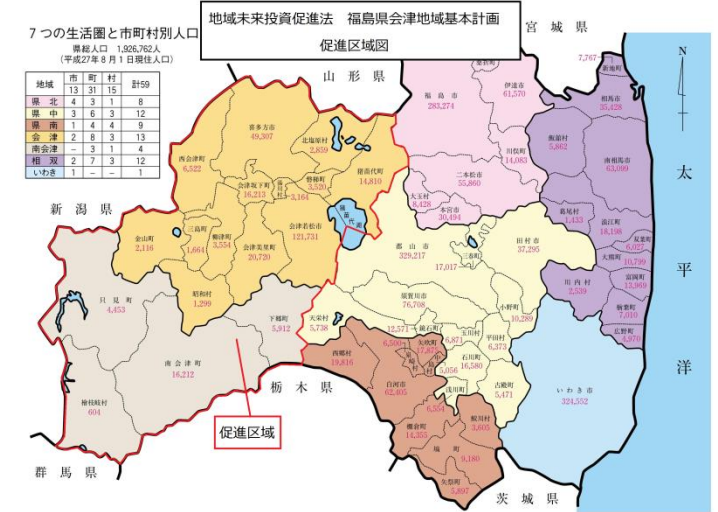 地域未来投資促進法　福島県会津地域基本計画
促進区域図
7つの生活圏と市町村別人口
県総人口　1,926,762人
（平成27年8月1日現住人口）
地域 市 町 村 計59
13 31 15
県北 4 3 1 8
県中 3 6 3 12
県南 1 4 4 9
会津 2 8 3 13
南会津 － 3 1 4
相双 2 7 3 12
いわき 1 － － 1
宮城県
山形県
新潟県
群馬県
栃木県
茨城県
太平洋
N
促進区域
福島市
283,274
伊達市
61,570
川俣町
14,083
二本松市
55,860
大玉村
8,428
本宮市
30,494
新地町
7,767
相馬市
35,428
飯舘村
5,862
南相馬市
63,099
葛尾村
1,433
浪江町
18,198
双葉町
6,027
大熊町
10,799
富岡町
13,969
川内村
2,539
楢葉町
7,010
広野町
4,970
いわき市
324,552
喜多方市
49,307
北塩原村
2,859
西会津町
6,522
会津坂下町
16,213
湯川村
3,164
磐梯町
3,520
猪苗代町
14,810
猪苗代湖
会津若松市
121,731
三島町
1,664
柳津町
3,554
会津美里町
20,720
金山町
2,116
昭和村
1,299
只見町
4,453
下郷町
5,912
南会津町
16,212
檜枝岐村
604
郡山市
329,217
三春町
17,017
田村市
37,295
小野町
10,289
須賀川市
76,708
天栄村
5,738
鏡石町
12,571
玉川村
6,871
平田村
6,373
石川町
16,580
浅川町
古殿町
5,471
西郷村
19,816
矢吹町
17,875
泉崎村
6,500
中島村
5,056
白河市
62,405
棚倉町
14,355
6,554
鮫川村
3,605
塙町
9,180
矢祭町
5,897